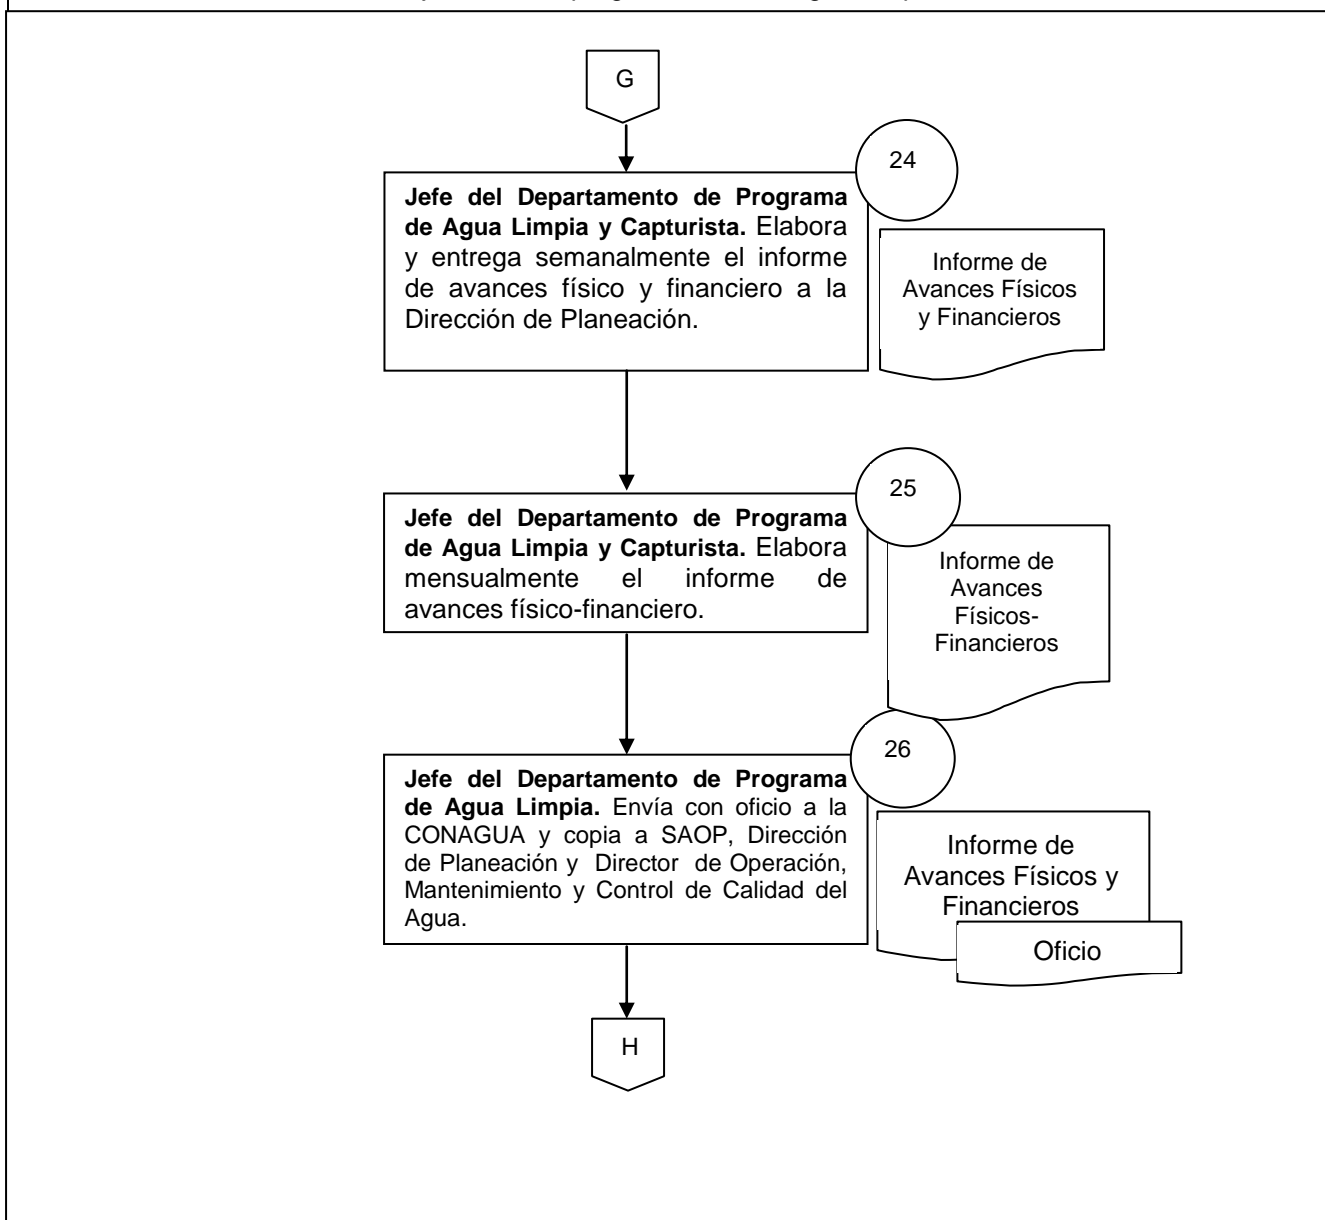 G
24
Jefe del Departamento de Programa
de Agua Limpia y Capturista. Elabora
y entrega semanalmente el informe
de avances físico y financiero a la
Dirección de Planeación.
Informe de
Avances Físicos
y Financieros
25
Jefe del Departamento de Programa
de Agua Limpia y Capturista. Elabora
mensualmente el informe de
avances físico-financiero.
Informe de
Avances
Físicos-
Financieros
26
Jefe del Departamento de Programa
de Agua Limpia. Envía con oficio a la
CONAGUA y copia a SAOP, Dirección
de Planeación y Director de Operación,
Mantenimiento y Control de Calidad del
Agua.
Informe de
Avances Físicos y
Financieros
Oficio
H